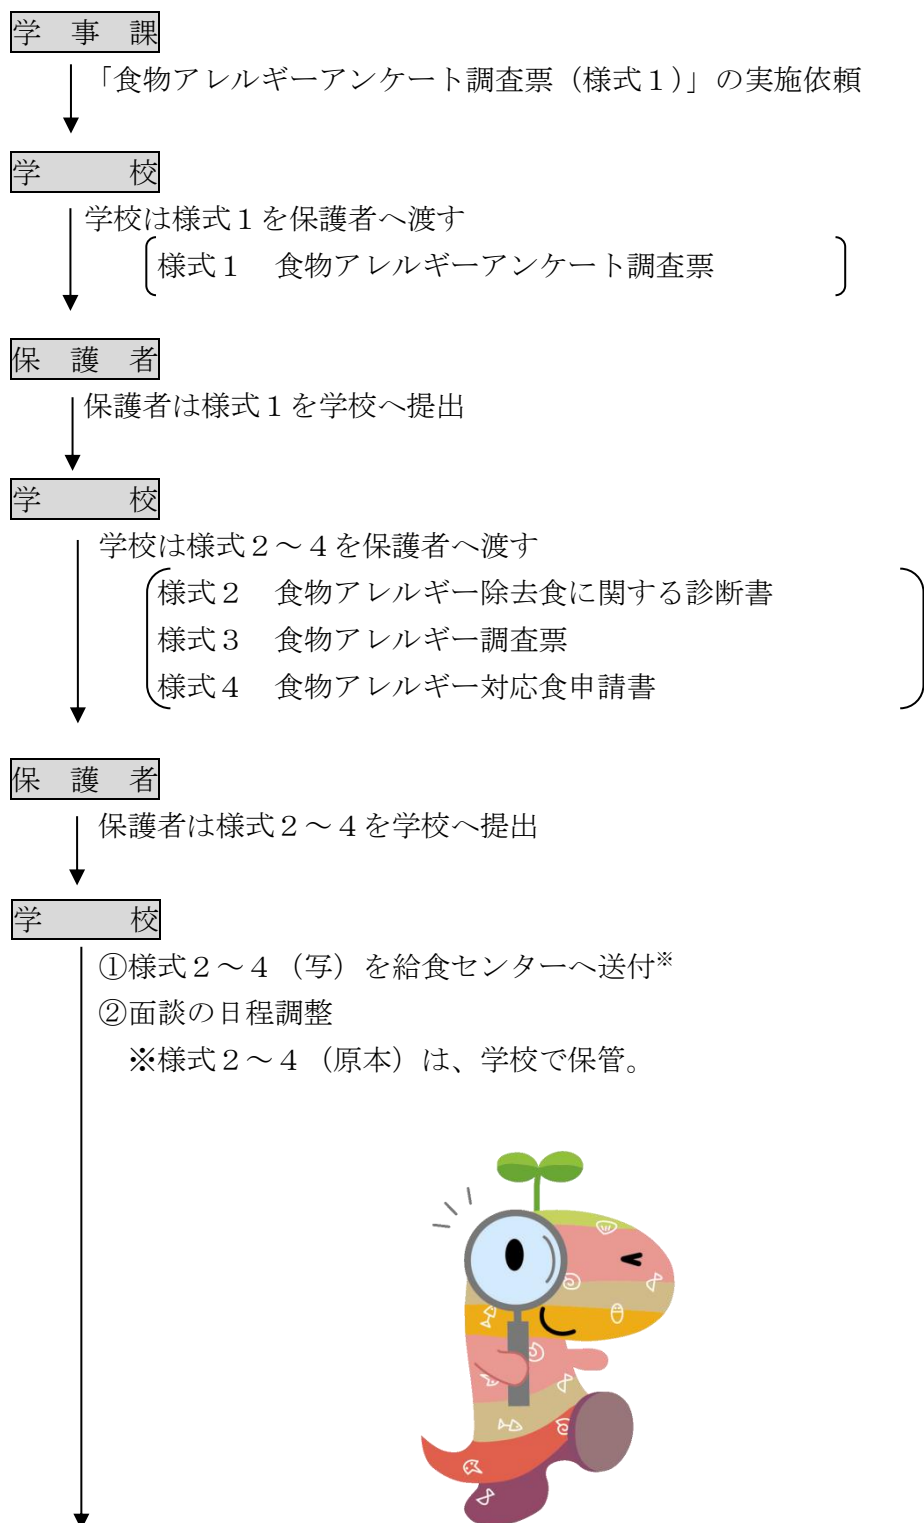 学事課
「食物アレルギーアンケート調査票（様式１）」の実施依頼
学校
学校は様式１を保護者へ渡す
様式１　食物アレルギーアンケート調査票
保護者
保護者は様式１を学校へ提出
学校
学校は様式２～４を保護者へ渡す
様式２　食物アレルギー除去食に関する診断書
様式３　食物アレルギー調査票
様式４　食物アレルギー対応食申請書
保護者
保護者は様式２～４を学校へ提出
学校
①様式２～４（写）を給食センターへ送付※
②面談の日程調整
※様式２～４（原本）は、学校で保管。